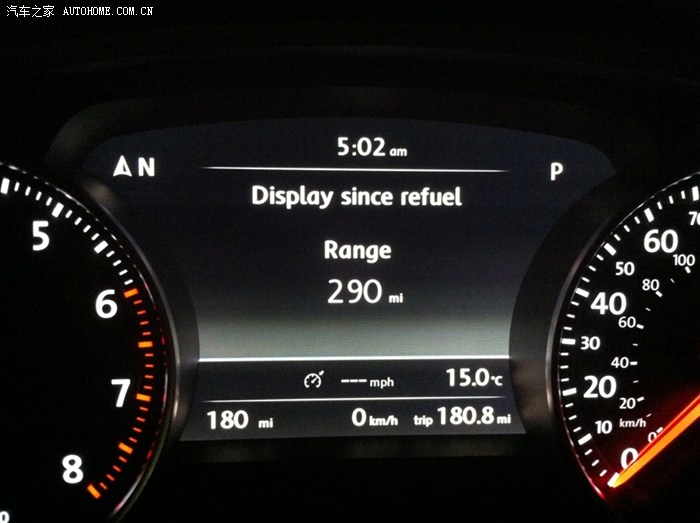 汽车之家 AUTOHOME.COM.CN
5:02 am
N
P
Display since refuel
Range
290 mi
--- mph 15.0°C
180 mi 0 km/h trip 180.8 mi
5
6
7
8
60
50
40
30
20
10
0
100
80
60
40
20
km/h
0